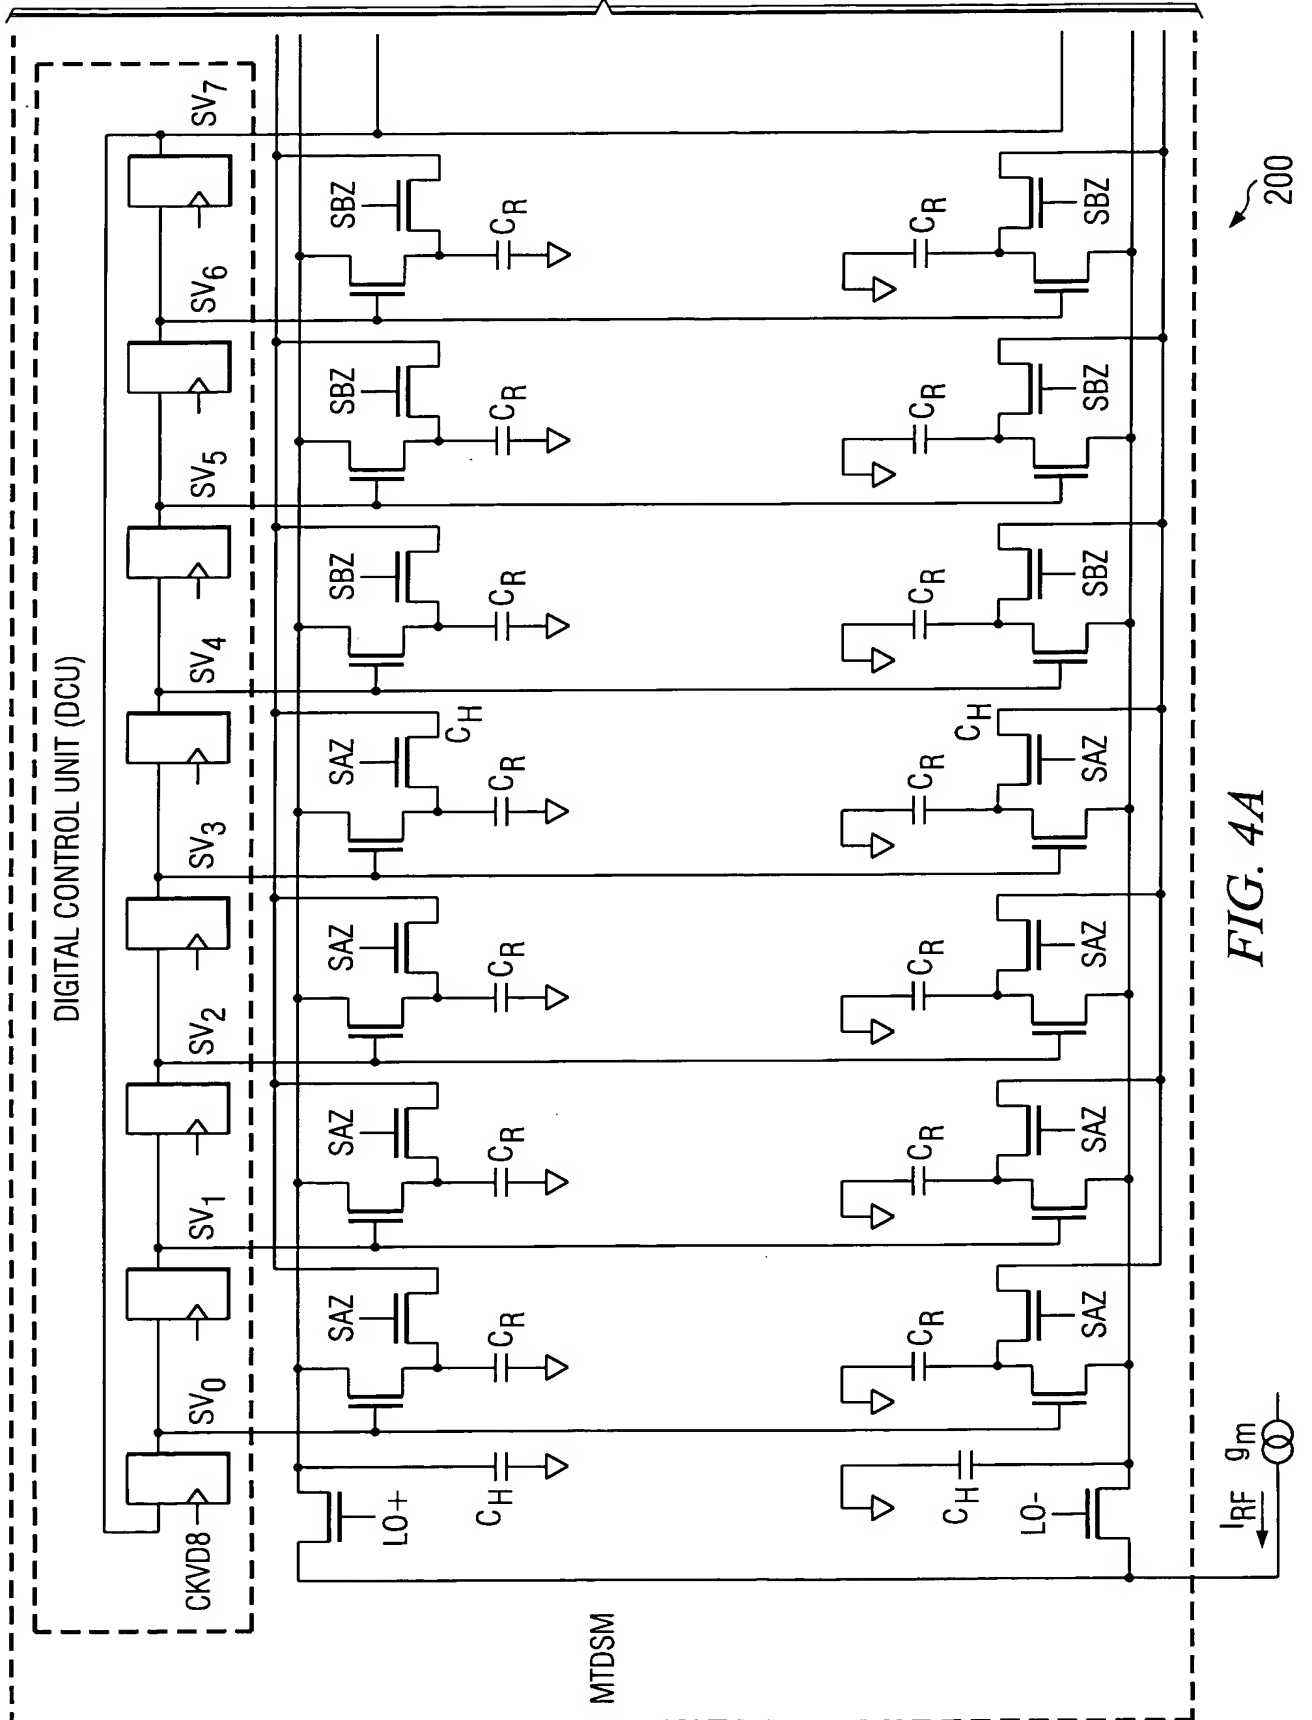 DIGITAL CONTROL UNIT (DCU)
CKVD8
SV0
SV1
SV2
SV3
SV4
SV5
SV6
SV7
MTDSM
LO+
SAZ
SAZ
SAZ
SAZ
SBZ
SBZ
SBZ
CH
CR
CR
CR
CR
CH
CR
CR
CR
CH
CR
CR
CR
CR
CH
CR
CR
CR
LO-
SAZ
SAZ
SAZ
SAZ
SBZ
SBZ
SBZ
IRF
gm
FIG. 4A
200